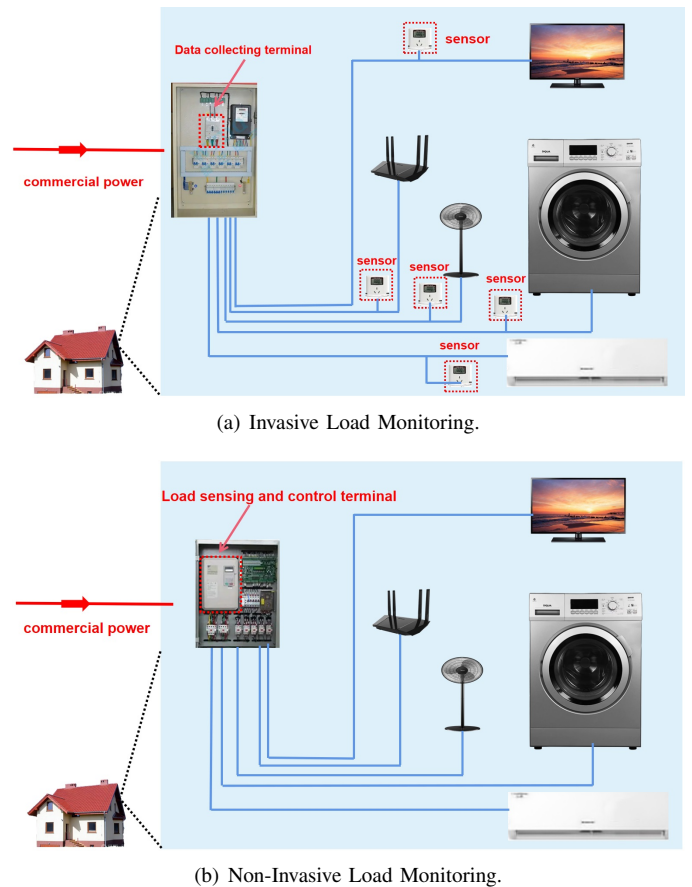 sensor
Data collecting terminal
commercial power
sensor
sensor
sensor
sensor
(a) Invasive Load Monitoring.
Load sensing and control terminal
commercial power
(b) Non-Invasive Load Monitoring.